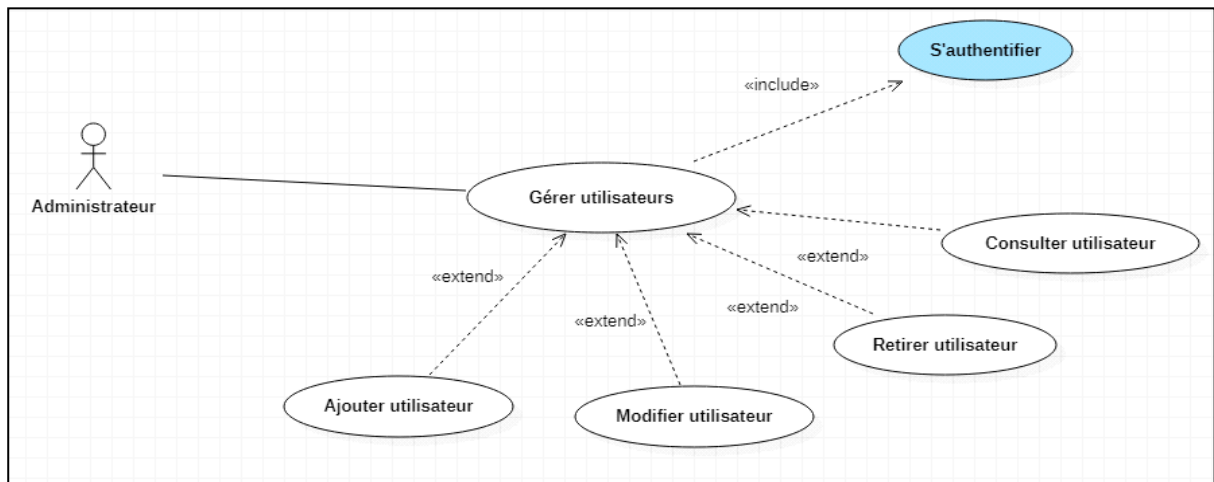 S'authentifier
«include»
Administrateur
Gérer utilisateurs
Consulter utilisateur
«extend»
«extend»
«extend»
«extend»
Retirer utilisateur
Ajouter utilisateur
Modifier utilisateur